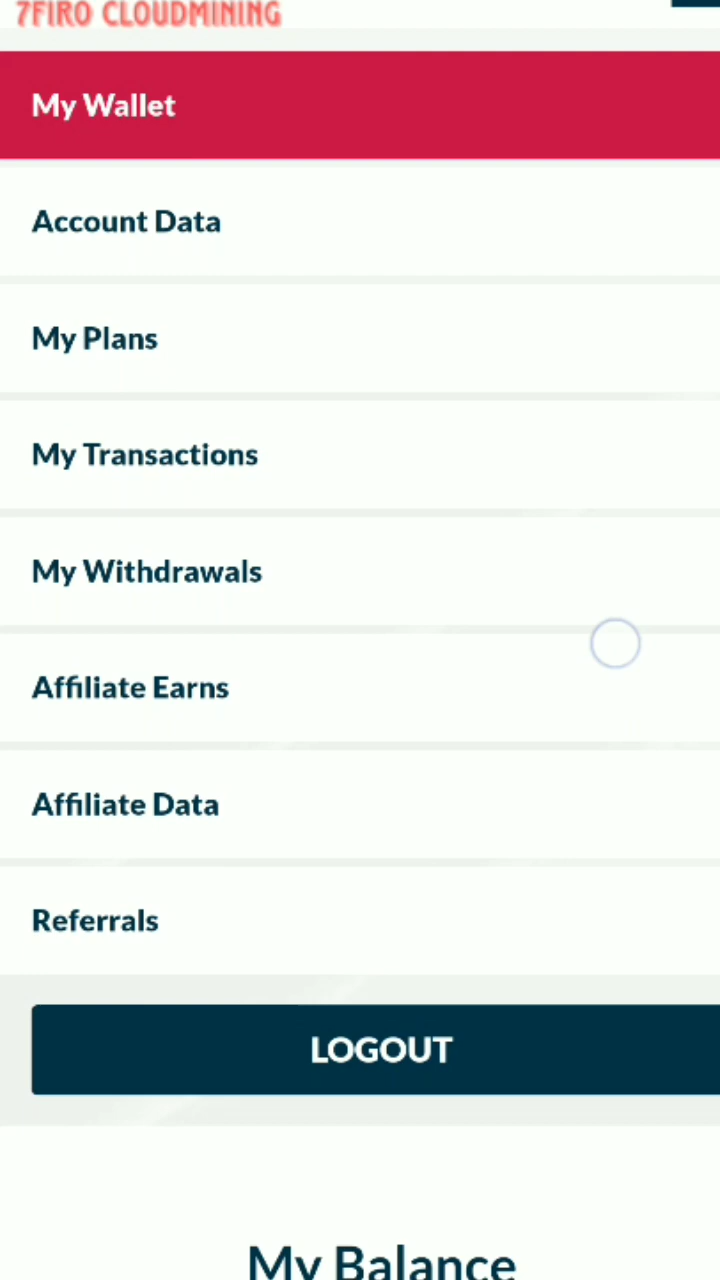 7FIRO CLOUDMINING
My Wallet
Account Data
My Plans
My Transactions
My Withdrawals
Affiliate Earns
Affiliate Data
Referrals
LOGOUT
My Balance